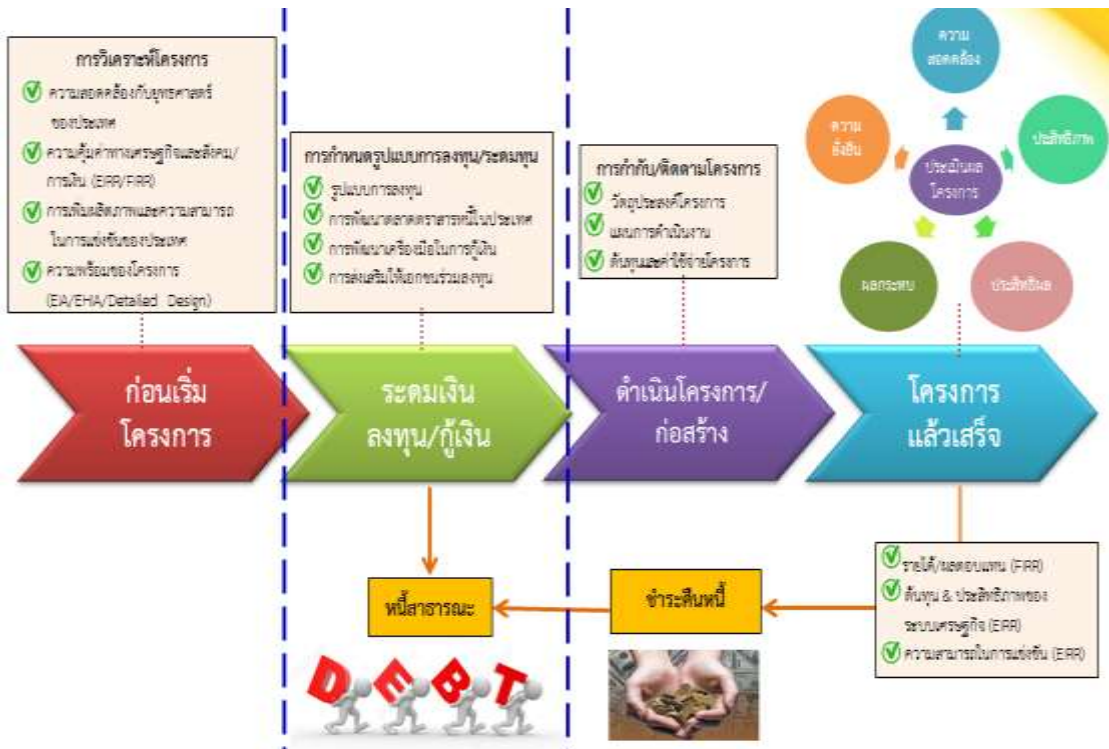 การวิเคราะห์โครงการ
ความสอดคล้องกับยุทธศาสตร์
ของประเทศ
ความคุ้มค่าทางเศรษฐกิจและสังคม/
การเงิน (EIRR/FIRR)
การเพิ่มผลิตภาพและความสามารถ
ในการแข่งขันของประเทศ
ความพร้อมของโครงการ
(EIA/EHIA/Detailed Design)
การกำหนดรูปแบบการลงทุน/ระดมทุน
รูปแบบการลงทุน
การพัฒนาตลาดตราสารหนี้ในประเทศ
การพัฒนาเครื่องมือในการกู้เงิน
การส่งเสริมให้เอกชนร่วมลงทุน
การกำกับ/ติดตามโครงการ
วัตถุประสงค์โครงการ
แผนการดำเนินงาน
ต้นทุนและค่าใช้จ่ายโครงการ
ความ
สอดคล้อง
ความ
ยั่งยืน
ประสิทธิภาพ
ประเมินผล
โครงการ
ผลกระทบ
ประสิทธิผล
ก่อนเริ่ม
โครงการ
ระดมเงิน
ลงทุน/กู้เงิน
ดำเนินโครงการ/
ก่อสร้าง
โครงการ
แล้วเสร็จ
หนี้สาธารณะ
ชำระคืนหนี้
รายได้/ผลตอบแทน (FIRR)
ต้นทุน & ประสิทธิภาพของ
ระบบเศรษฐกิจ (EIRR)
ความสามารถในการแข่งขัน (EIRR)
DEBT